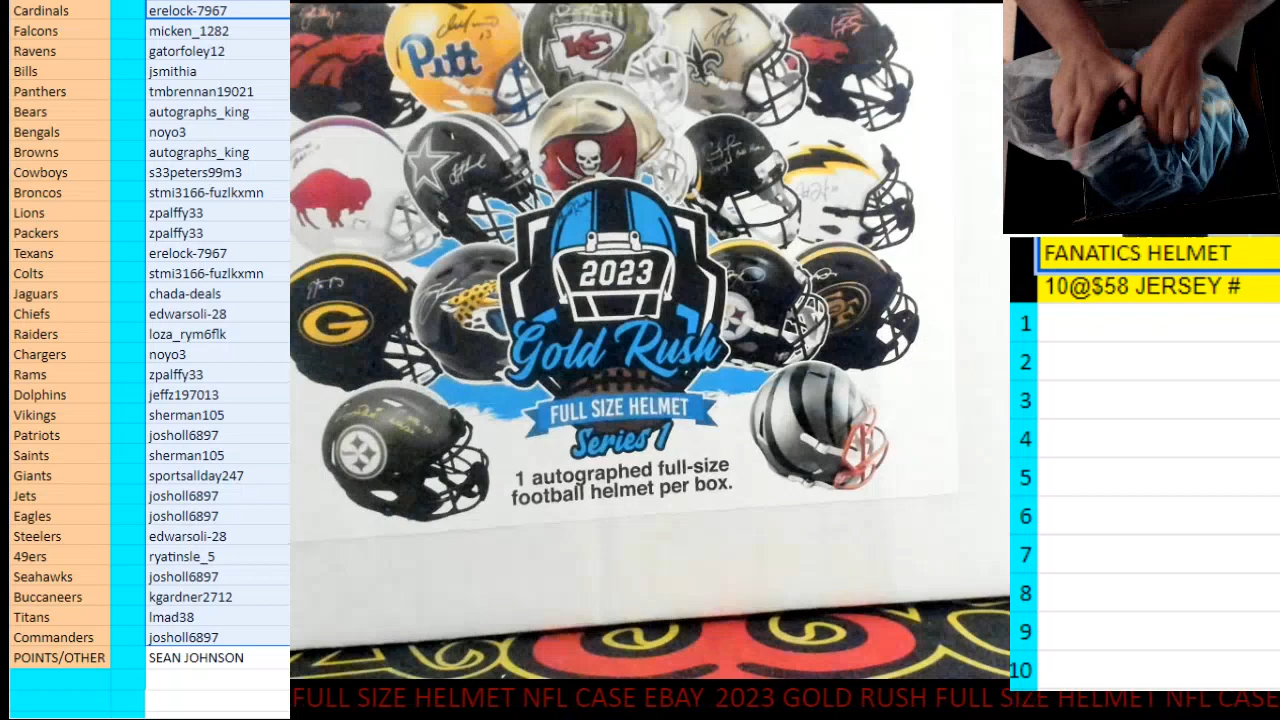 Cardinals erelock-7967
Falcons micken_1282
Ravens gatorfoley12
Bills jsmithia
Panthers tmbrennan19021
Bears autographs_king
Bengals noyo3
Browns autographs_king
Cowboys s33peters99m3
Broncos stmi3166-fuzlkxmn
Lions zpalffy33
Packers zpalffy33
Texans erelock-7967
Colts stmi3166-fuzlkxmn
Jaguars chada-deals
Chiefs edwarsoli-28
Raiders loza_rym6flk
Chargers noyo3
Rams zpalffy33
Dolphins jeffz197013
Vikings sherman105
Patriots josholl6897
Saints sherman105
Giants sportsallday247
Jets josholl6897
Eagles josholl6897
Steelers edwarsoli-28
49ers ryatinsle_5
Seahawks josholl6897
Buccaneers kgardner2712
Titans lmad38
Commanders josholl6897
POINTS/OTHER SEAN JOHNSON
Pitt
KC
G
2023
Gold Rush
FULL SIZE HELMET
Series 1
1 autographed full-size
football helmet per box.
FANATICS HELMET
10@$58 JERSEY #
1
2
3
4
5
6
7
8
9
10
FULL SIZE HELMET NFL CASE EBAY 2023 GOLD RUSH FULL SIZE HELMET NFL CASE